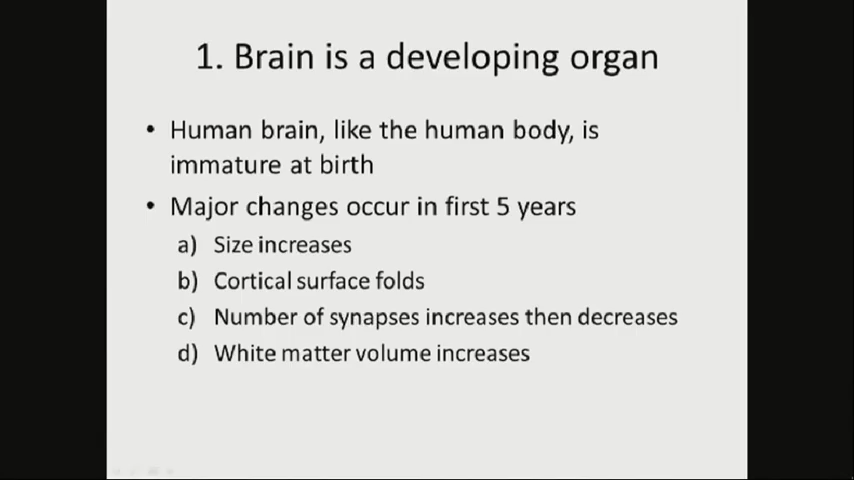 1. Brain is a developing organ
• Human brain, like the human body, is
immature at birth
• Major changes occur in first 5 years
a) Size increases
b) Cortical surface folds
c) Number of synapses increases then decreases
d) White matter volume increases